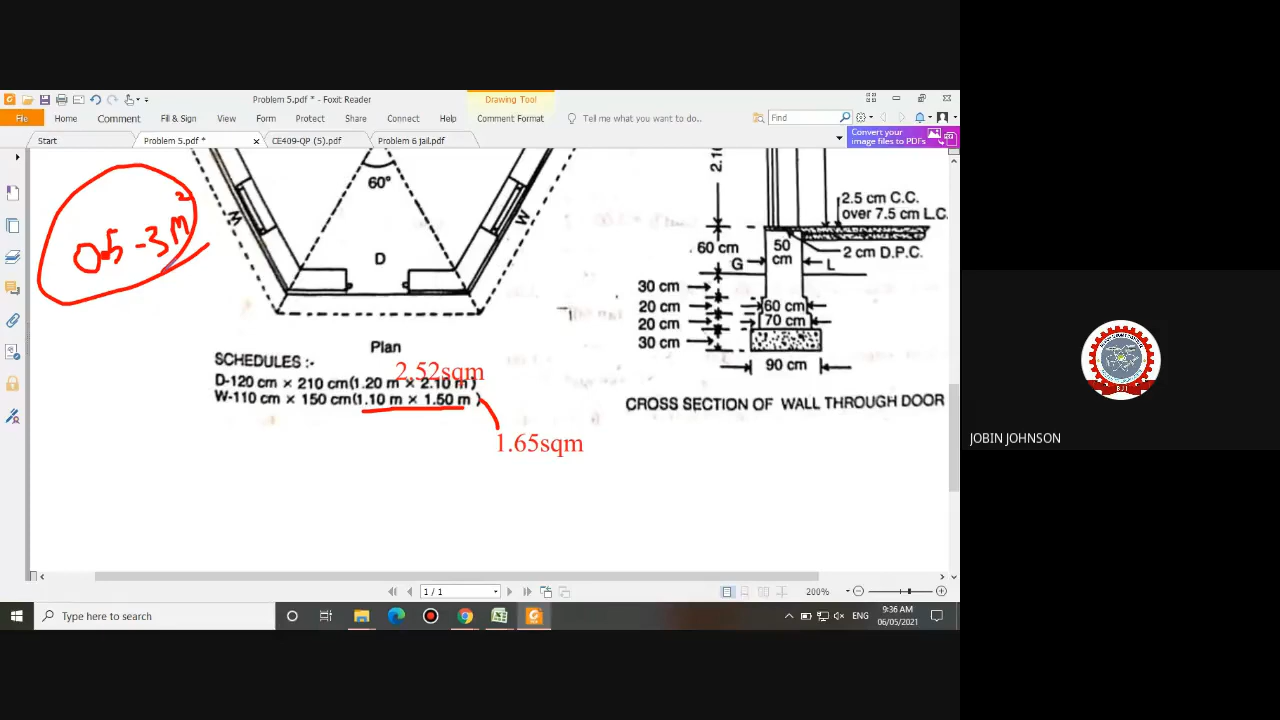 Problem 5.pdf * - Foxit Reader
Drawing Tool
File
Home
Comment
Fill & Sign
View
Form
Protect
Share
Connect
Help
Comment Format
Tell me what you want to do..
Find
Start
Problem 5.pdf *
CE409-QP (5).pdf
Problem 6 Jail.pdf
Convert your
image files to PDFs
0.5 - 3 m²
60°
W
W
D
Plan
SCHEDULES :-
2.52sqm
D-120 cm × 210 cm(1.20 m × 2.10 m)
W-110 cm × 150 cm(1.10 m × 1.50 m )
1.65sqm
2.10
2.5 cm C.C.
over 7.5 cm L.C.
60 cm
50
cm
2 cm D.P.C.
G
L
30 cm
20 cm
20 cm
30 cm
60 cm
70 cm
90 cm
CROSS SECTION OF WALL THROUGH DOOR
1 / 1
200%
Type here to search
ENG
9:36 AM
06/05/2021
BJI
JOBIN JOHNSON